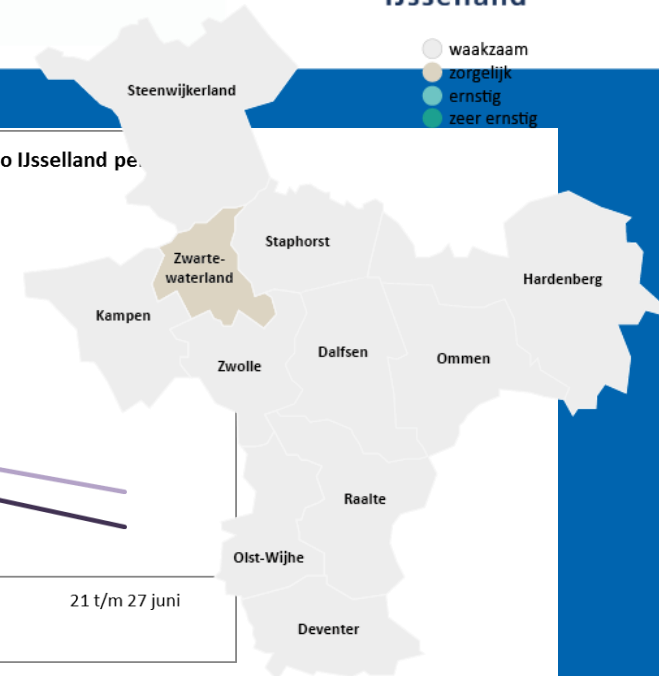 IJsselland
waakzaam
zorgelijk
ernstig
zeer ernstig
Steenwijkerland
o IJsselland pe
Staphorst
Zwarte-
waterland
Hardenberg
Kampen
Dalfsen
Ommen
Zwolle
Raalte
Olst-Wijhe
21 t/m 27 juni
Deventer